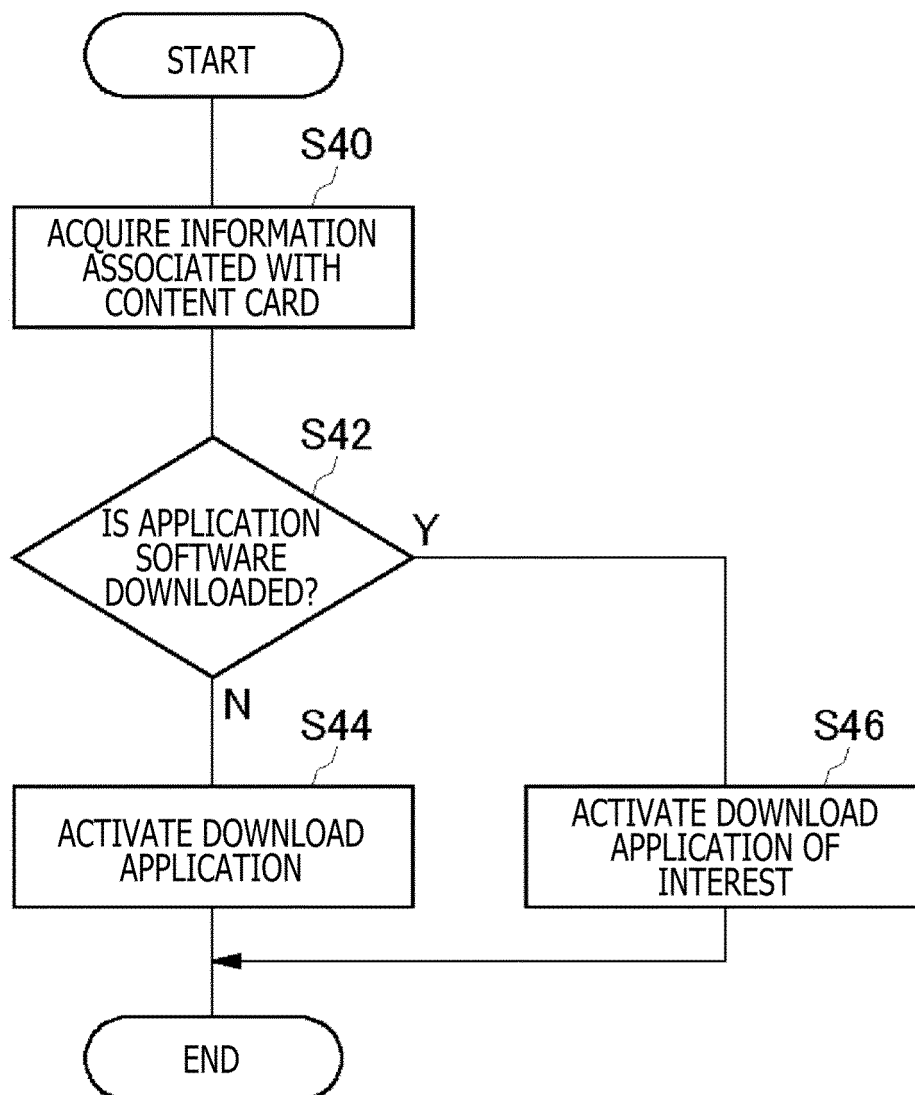 START
S40
ACQUIRE INFORMATION
ASSOCIATED WITH
CONTENT CARD
S42
IS APPLICATION
SOFTWARE
DOWNLOADED?
Y
N
S44
ACTIVATE DOWNLOAD
APPLICATION
S46
ACTIVATE DOWNLOAD
APPLICATION OF
INTEREST
END